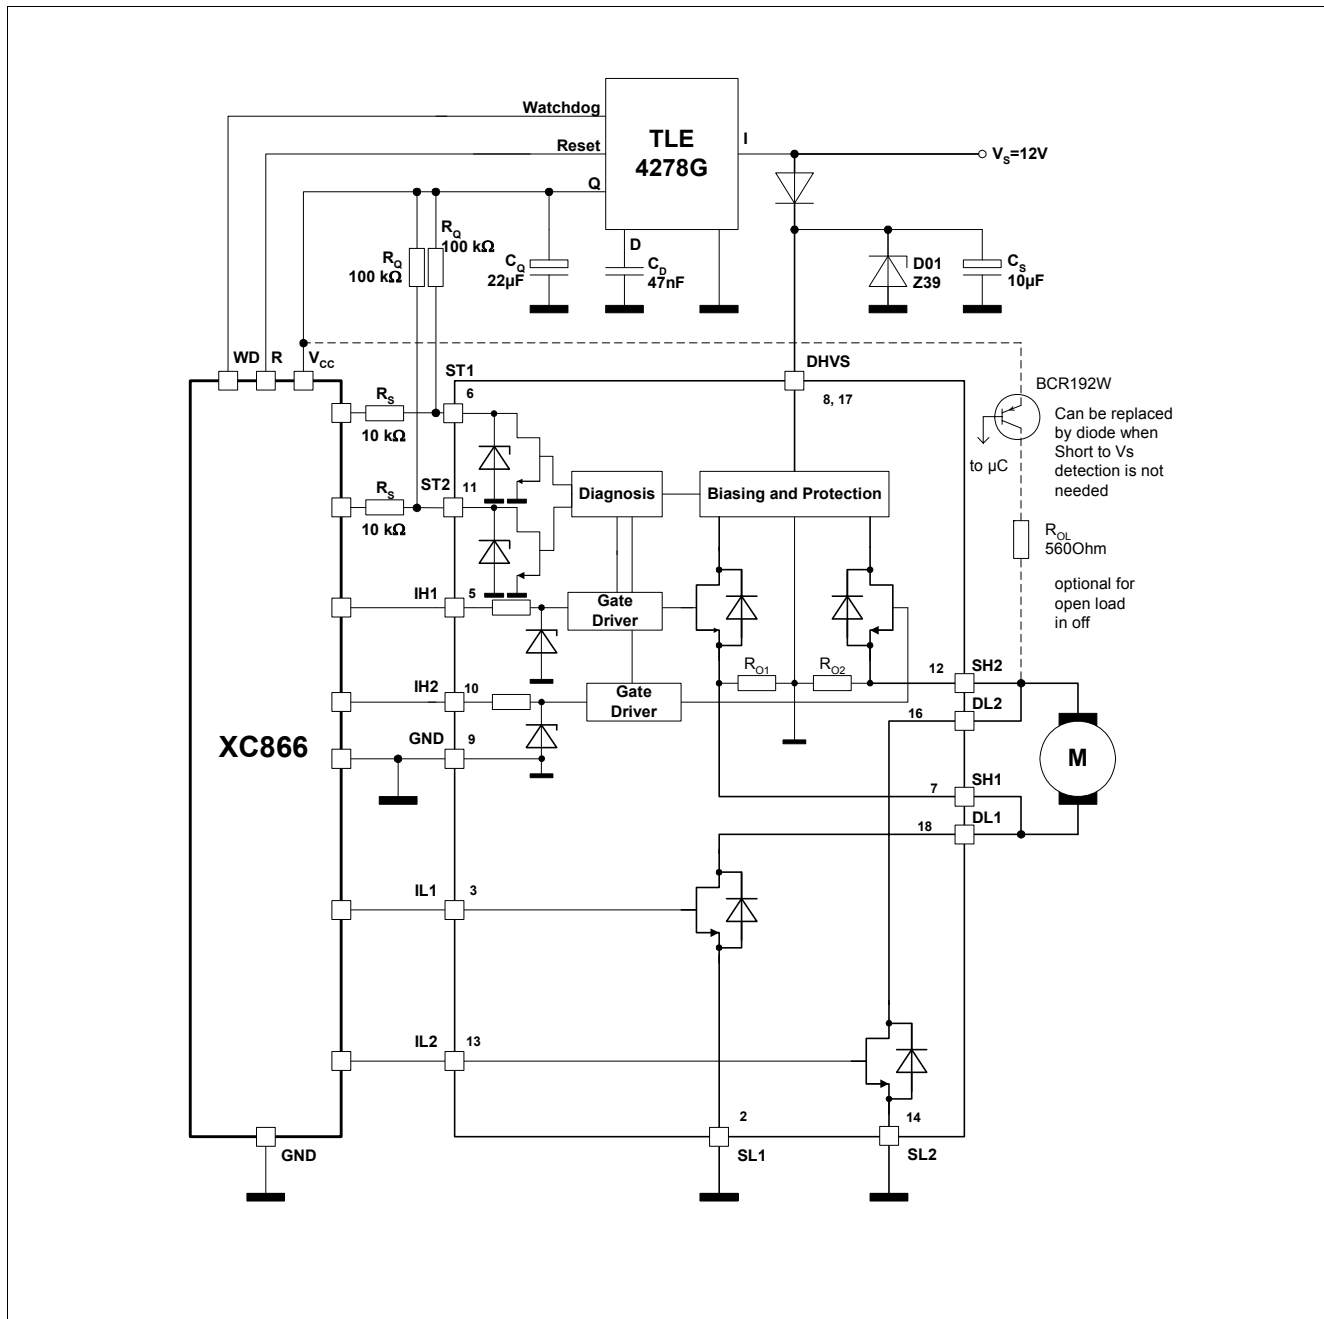 Watchdog
Reset
Q
TLE
4278G
I
V_S=12V
R_Q
100 kΩ
R_Q
100 kΩ
C_Q
22µF
D
C_D
47nF
D01
Z39
C_S
10µF
WD
R
V_CC
ST1
6
DHVS
8, 17
BCR192W
Can be replaced
by diode when
Short to Vs
detection is not
needed
to µC
R_S
10 kΩ
R_S
10 kΩ
ST2
11
Diagnosis
Biasing and Protection
R_OL
560Ohm
optional for
open load
in off
IH1
5
Gate
Driver
R_O1
R_O2
12
SH2
IH2
10
Gate
Driver
16
DL2
XC866
GND
9
M
7
SH1
18
DL1
IL1
3
IL2
13
2
14
GND
SL1
SL2